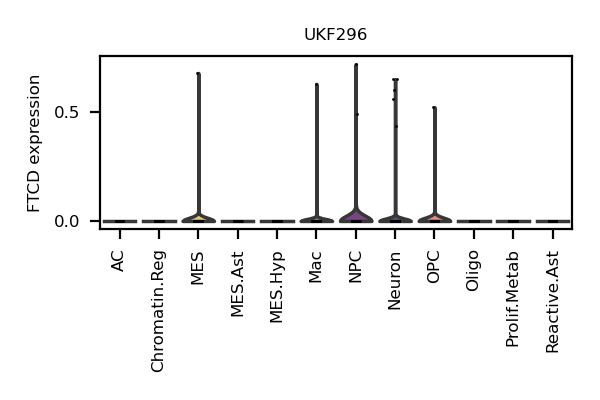 UKF296
FTCD expression
0.5
0.0
AC
Chromatin.Reg
MES
MES.Ast
MES.Hyp
Mac
NPC
Neuron
OPC
Oligo
Prolif.Metab
Reactive.Ast